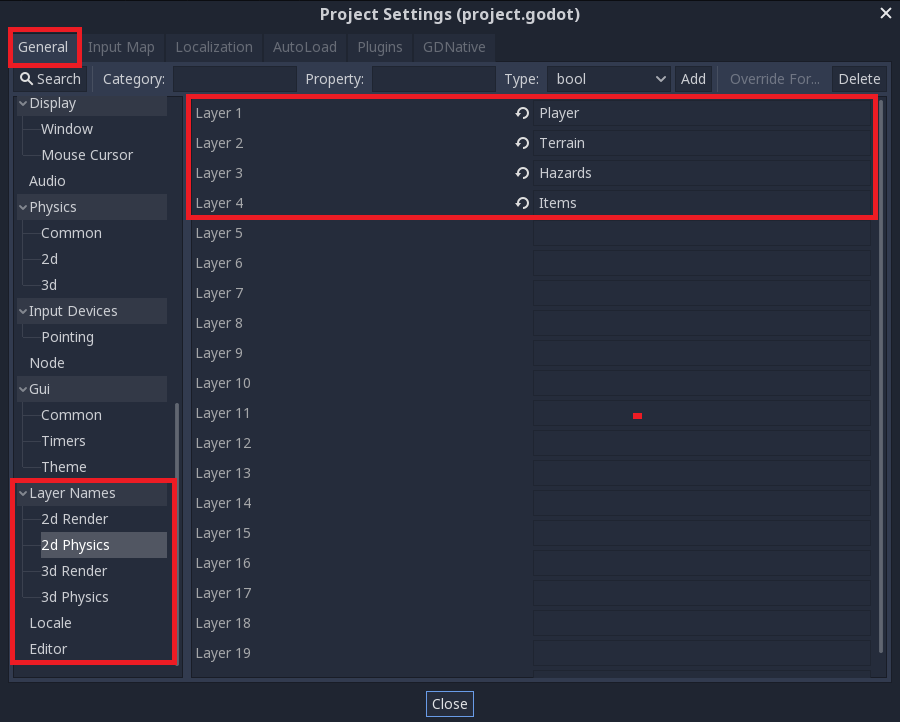 Project Settings (project.godot)
General Input Map Localization AutoLoad Plugins GDNative
Search Category: Property: Type: bool Add Override For... Delete
Display
Window
Mouse Cursor
Audio
Physics
Common
2d
3d
Input Devices
Pointing
Node
Gui
Common
Timers
Theme
Layer Names
2d Render
2d Physics
3d Render
3d Physics
Locale
Editor
Layer 1 Player
Layer 2 Terrain
Layer 3 Hazards
Layer 4 Items
Layer 5
Layer 6
Layer 7
Layer 8
Layer 9
Layer 10
Layer 11
Layer 12
Layer 13
Layer 14
Layer 15
Layer 16
Layer 17
Layer 18
Layer 19
Close